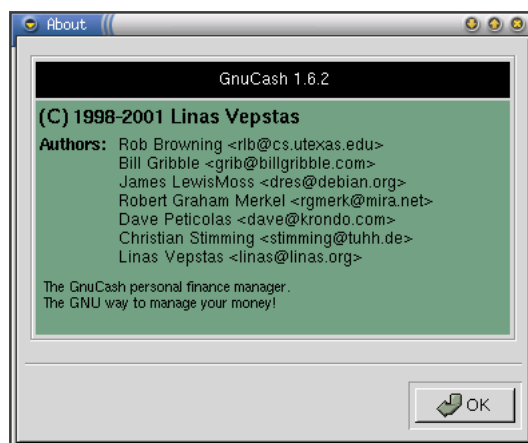 About
GnuCash 1.6.2
(C) 1998-2001 Linas Vepstas
Authors: Rob Browning <rlb@cs.utexas.edu>
Bill Gribble <grib@billgribble.com>
James LewisMoss <dres@debian.org>
Robert Graham Merkel <rgmerk@mira.net>
Dave Peticolas <dave@krondo.com>
Christian Stimming <stimming@tuhh.de>
Linas Vepstas <linas@linas.org>
The GnuCash personal finance manager.
The GNU way to manage your money!
OK